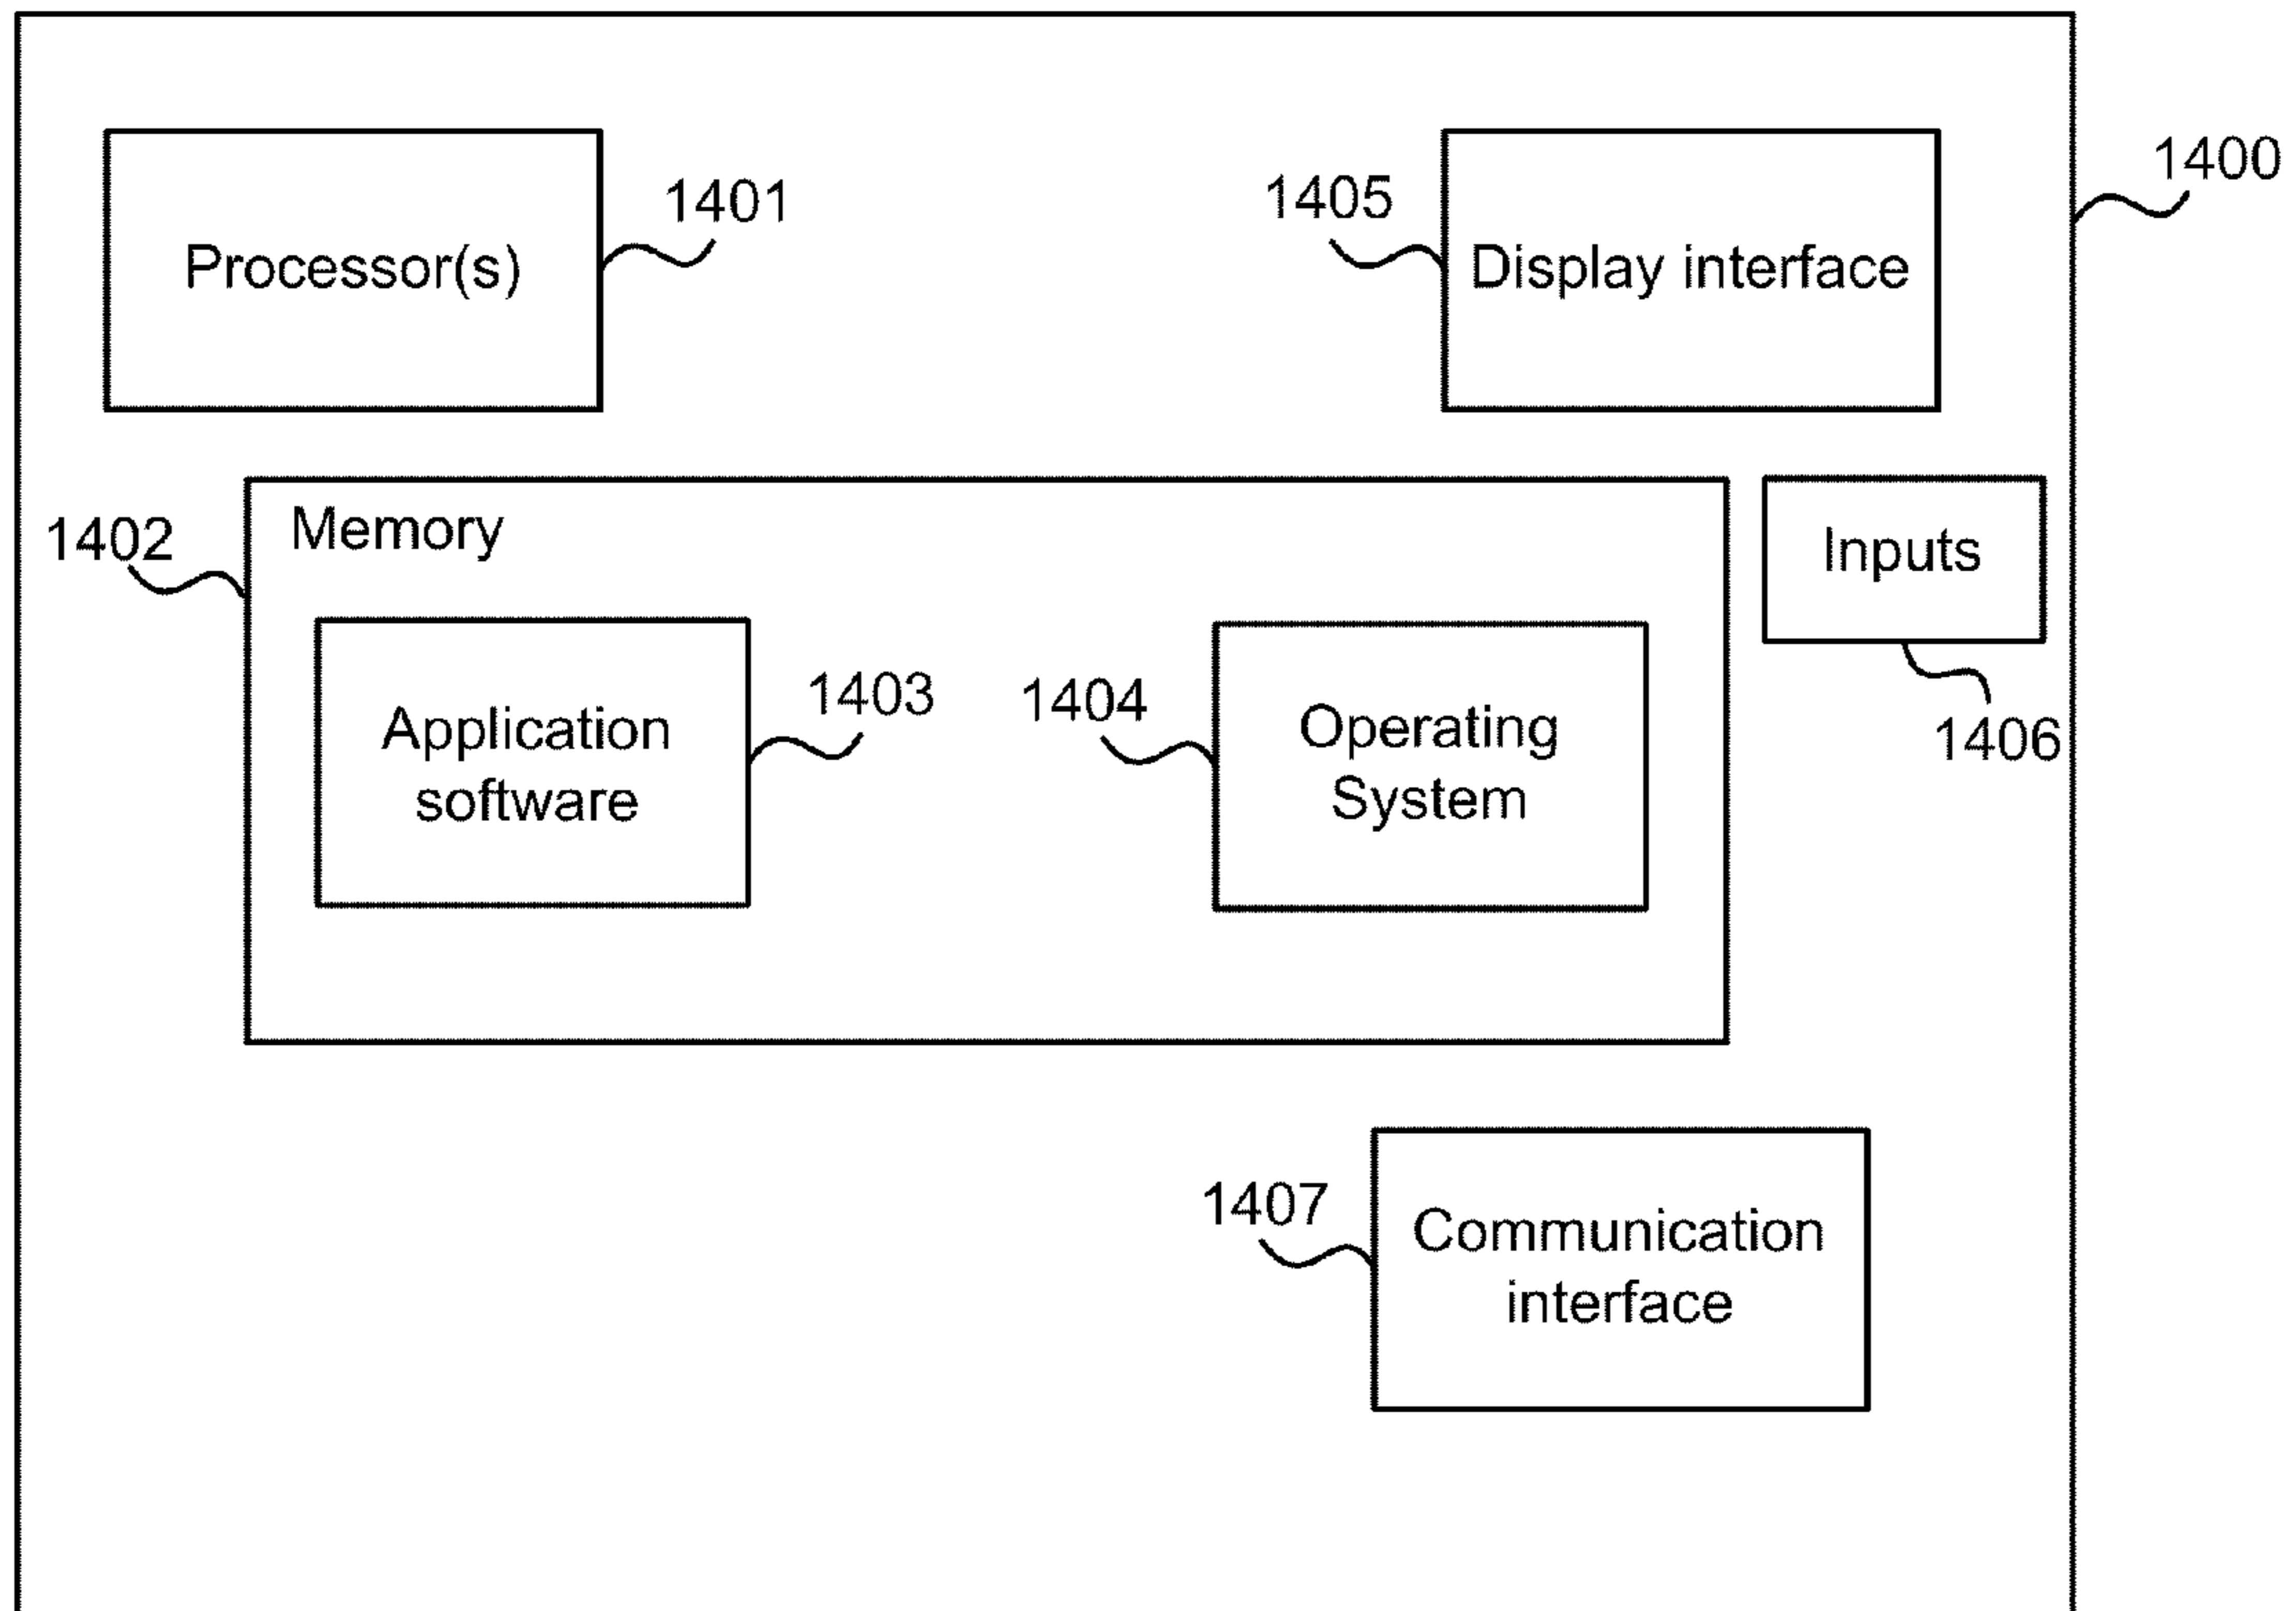 1400
1401
1405
Processor(s)
Display interface
Memory
1402
Inputs
1403
1404
1406
Application
software
Operating
System
1407
Communication
interface